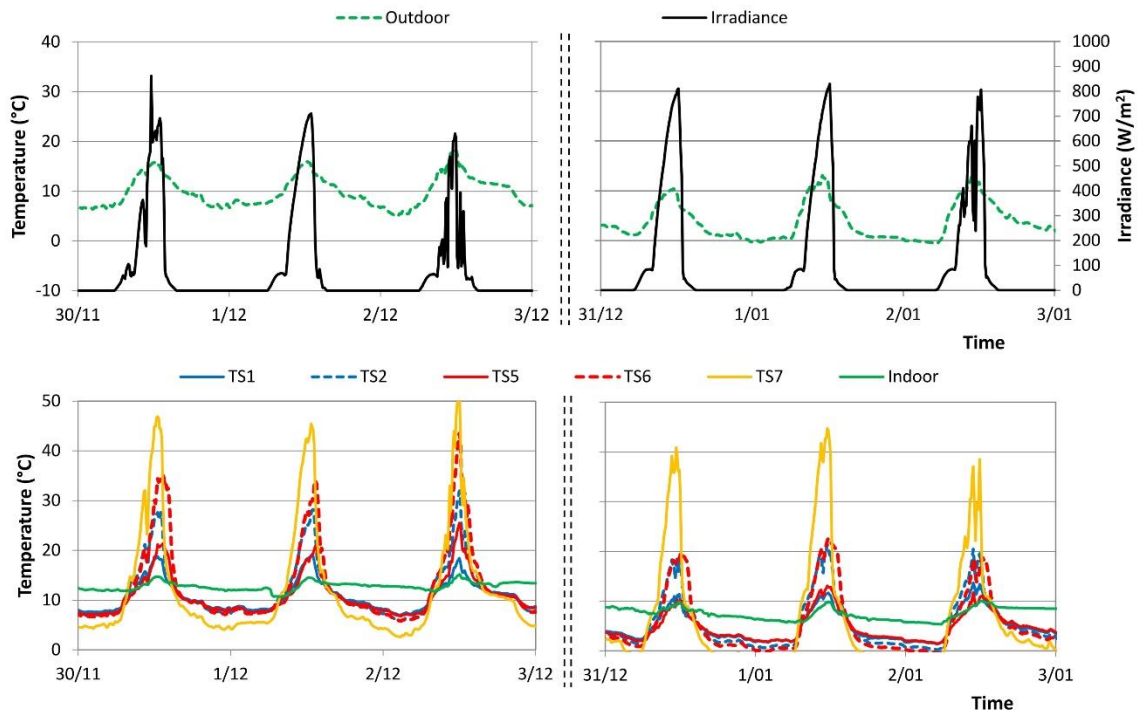 Outdoor Irradiance
Temperature (°C)
40
30
20
10
0
-10
30/11 1/12 2/12 3/12
1000
900
800
700
600
500
400
300
200
100
0
Irradiance (W/m²)
31/12 1/01 2/01 3/01
Time
TS1 TS2 TS5 TS6 TS7 Indoor
Temperature (°C)
50
40
30
20
10
0
30/11 1/12 2/12 3/12
31/12 1/01 2/01 3/01
Time